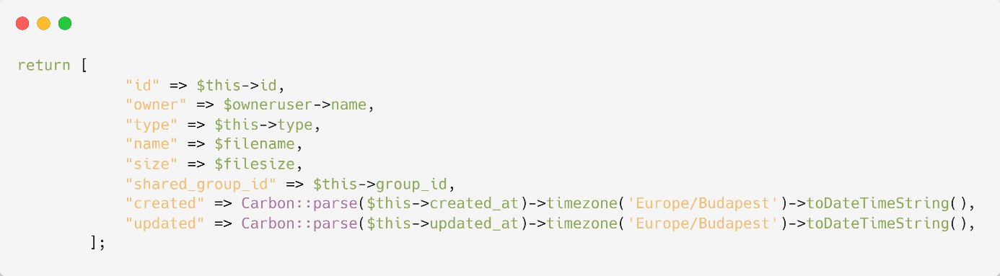 return [
"id" => $this->id,
"owner" => $owneruser->name,
"type" => $this->type,
"name" => $filename,
"size" => $filesize,
"shared_group_id" => $this->group_id,
"created" => Carbon::parse($this->created_at)->timezone('Europe/Budapest')->toDateTimeString(),
"updated" => Carbon::parse($this->updated_at)->timezone('Europe/Budapest')->toDateTimeString(),
];